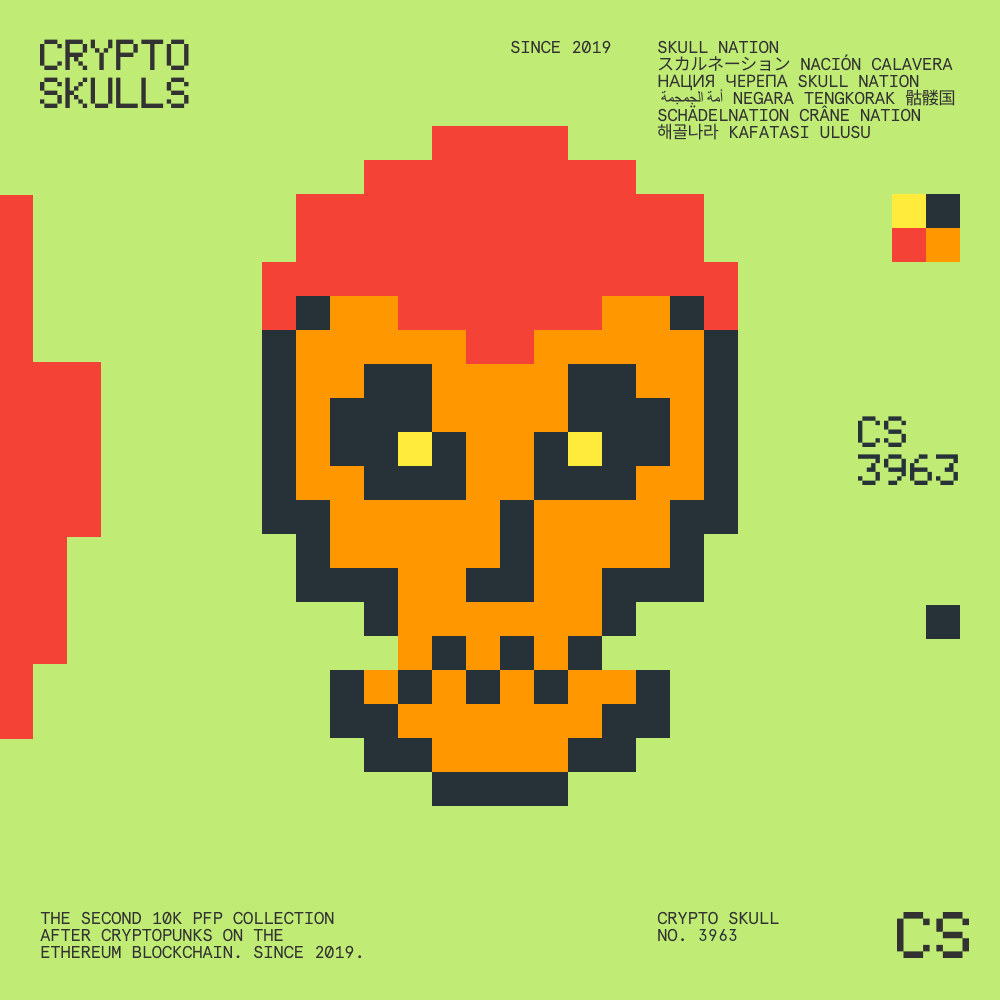 CRYPTO
SKULLS
SINCE 2019
SKULL NATION
スカルネーション NACIÓN CALAVERA
НАЦИЯ ЧЕРЕПА SKULL NATION
أمة الجمجمة NEGARA TENGKORAK 骷髅国
SCHÄDELNATION CRÂNE NATION
해골나라 KAFATASI ULUSU
CS
3963
THE SECOND 10K PFP COLLECTION
AFTER CRYPTOPUNKS ON THE
ETHEREUM BLOCKCHAIN. SINCE 2019.
CRYPTO SKULL
NO. 3963
CS